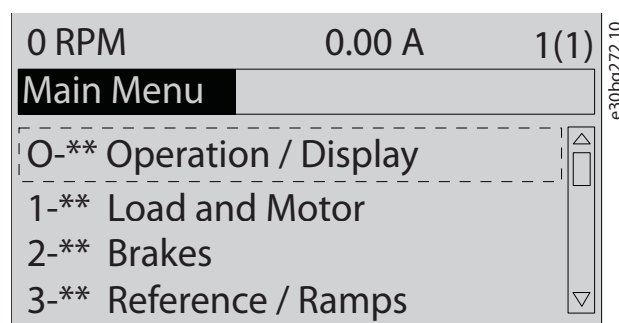 0 RPM 0.00 A 1(1)
Main Menu
O-** Operation / Display
1-** Load and Motor
2-** Brakes
3-** Reference / Ramps
e30bg272.10